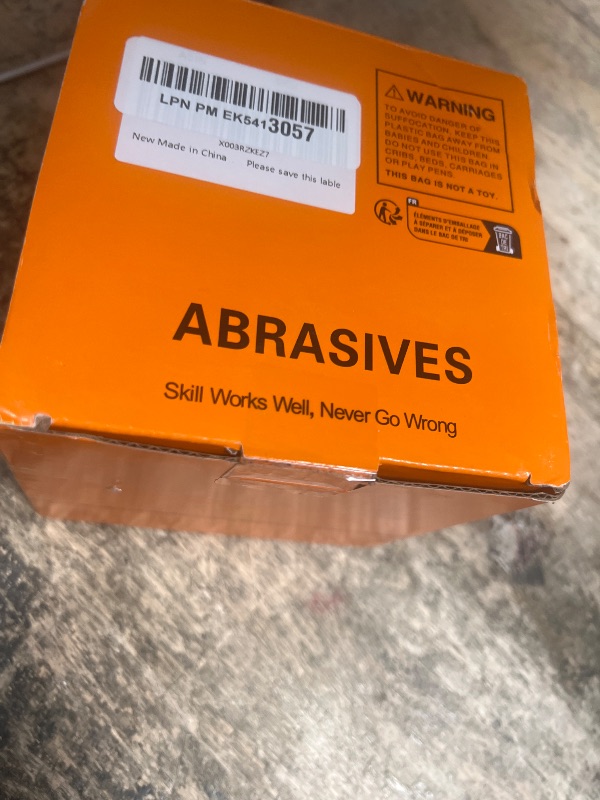 LPN PM EK5413057
X003RZKEZ7
New Made in China Please save this lable
WARNING
TO AVOID DANGER OF
SUFFOCATION, KEEP THIS
PLASTIC BAG AWAY FROM
BABIES AND CHILDREN.
DO NOT USE THIS BAG IN
CRIBS, BEDS, CARRIAGES
OR PLAY PENS.
THIS BAG IS NOT A TOY.
FR
ÉLÉMENTS D'EMBALLAGE
À SÉPARER ET À DÉPOSER
DANS LE BAC DE TRI
BAC
DE
TRI
ABRASIVES
Skill Works Well, Never Go Wrong